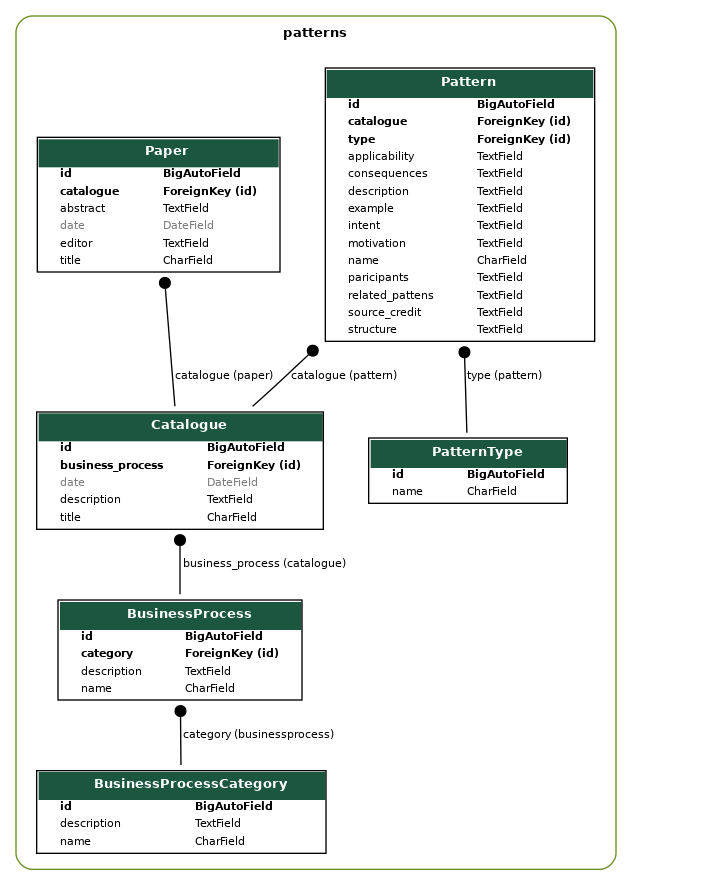 patterns
Pattern
id BigAutoField
catalogue ForeignKey (id)
type ForeignKey (id)
applicability TextField
consequences TextField
description TextField
example TextField
intent TextField
motivation TextField
name CharField
paricipants TextField
related_pattens TextField
source_credit TextField
structure TextField
Paper
id BigAutoField
catalogue ForeignKey (id)
abstract TextField
date DateField
editor TextField
title CharField
catalogue (paper)
catalogue (pattern)
type (pattern)
Catalogue
id BigAutoField
business_process ForeignKey (id)
date DateField
description TextField
title CharField
PatternType
id BigAutoField
name CharField
business_process (catalogue)
BusinessProcess
id BigAutoField
category ForeignKey (id)
description TextField
name CharField
category (businessprocess)
BusinessProcessCategory
id BigAutoField
description TextField
name CharField